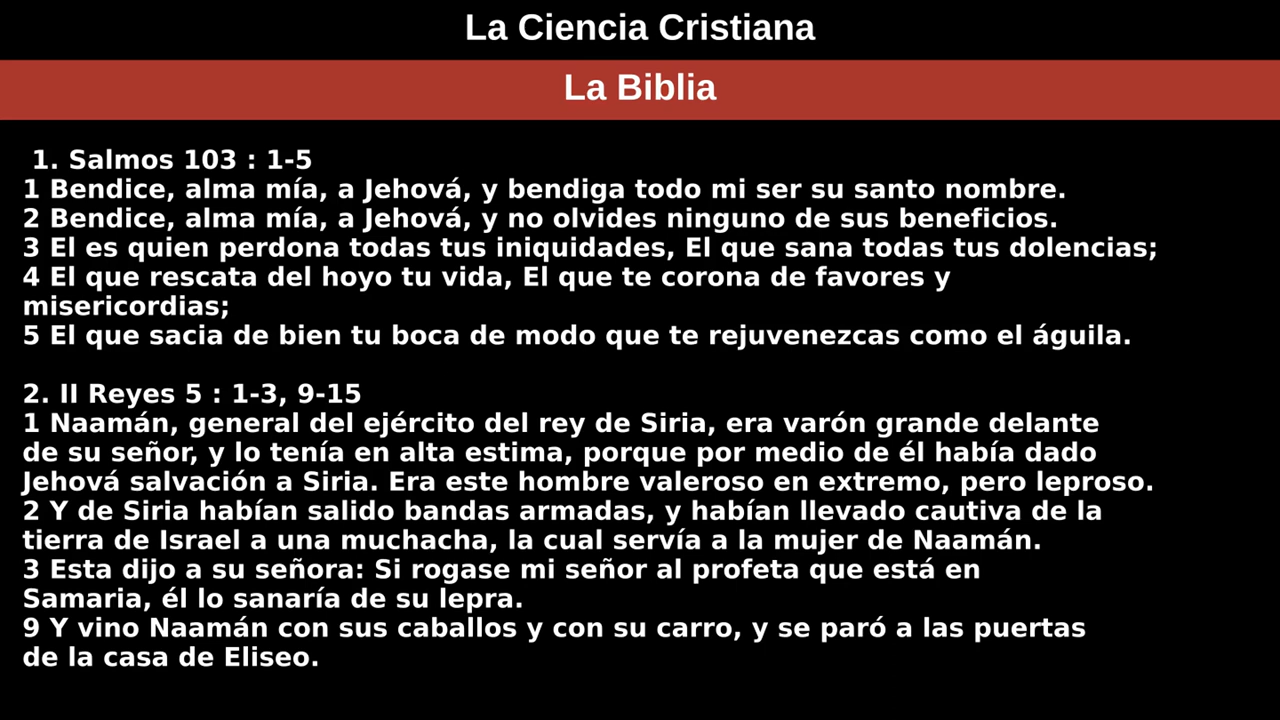 La Ciencia Cristiana
La Biblia
1. Salmos 103 : 1-5
1 Bendice, alma mía, a Jehová, y bendiga todo mi ser su santo nombre.
2 Bendice, alma mía, a Jehová, y no olvides ninguno de sus beneficios.
3 El es quien perdona todas tus iniquidades, El que sana todas tus dolencias;
4 El que rescata del hoyo tu vida, El que te corona de favores y
misericordias;
5 El que sacia de bien tu boca de modo que te rejuvenezcas como el águila.
2. II Reyes 5 : 1-3, 9-15
1 Naamán, general del ejército del rey de Siria, era varón grande delante
de su señor, y lo tenía en alta estima, porque por medio de él había dado
Jehová salvación a Siria. Era este hombre valeroso en extremo, pero leproso.
2 Y de Siria habían salido bandas armadas, y habían llevado cautiva de la
tierra de Israel a una muchacha, la cual servía a la mujer de Naamán.
3 Esta dijo a su señora: Si rogase mi señor al profeta que está en
Samaria, él lo sanaría de su lepra.
9 Y vino Naamán con sus caballos y con su carro, y se paró a las puertas
de la casa de Eliseo.